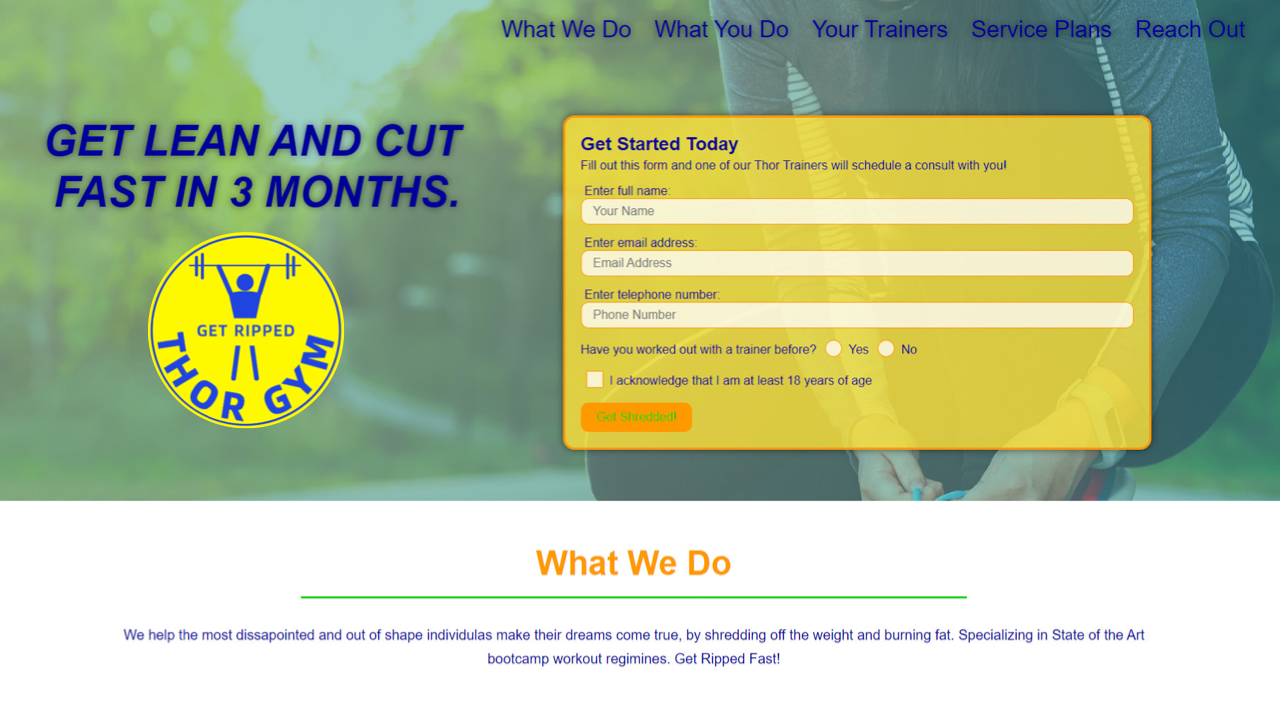 What We Do What You Do Your Trainers Service Plans Reach Out
GET LEAN AND CUT
FAST IN 3 MONTHS.
GET RIPPED
THOR GYM
Get Started Today
Fill out this form and one of our Thor Trainers will schedule a consult with you!
Enter full name:
Your Name
Enter email address:
Email Address
Enter telephone number:
Phone Number
Have you worked out with a trainer before? Yes No
I acknowledge that I am at least 18 years of age
Get Shredded!
What We Do
We help the most dissapointed and out of shape individulas make their dreams come true, by shredding off the weight and burning fat. Specializing in State of the Art
bootcamp workout regimines. Get Ripped Fast!